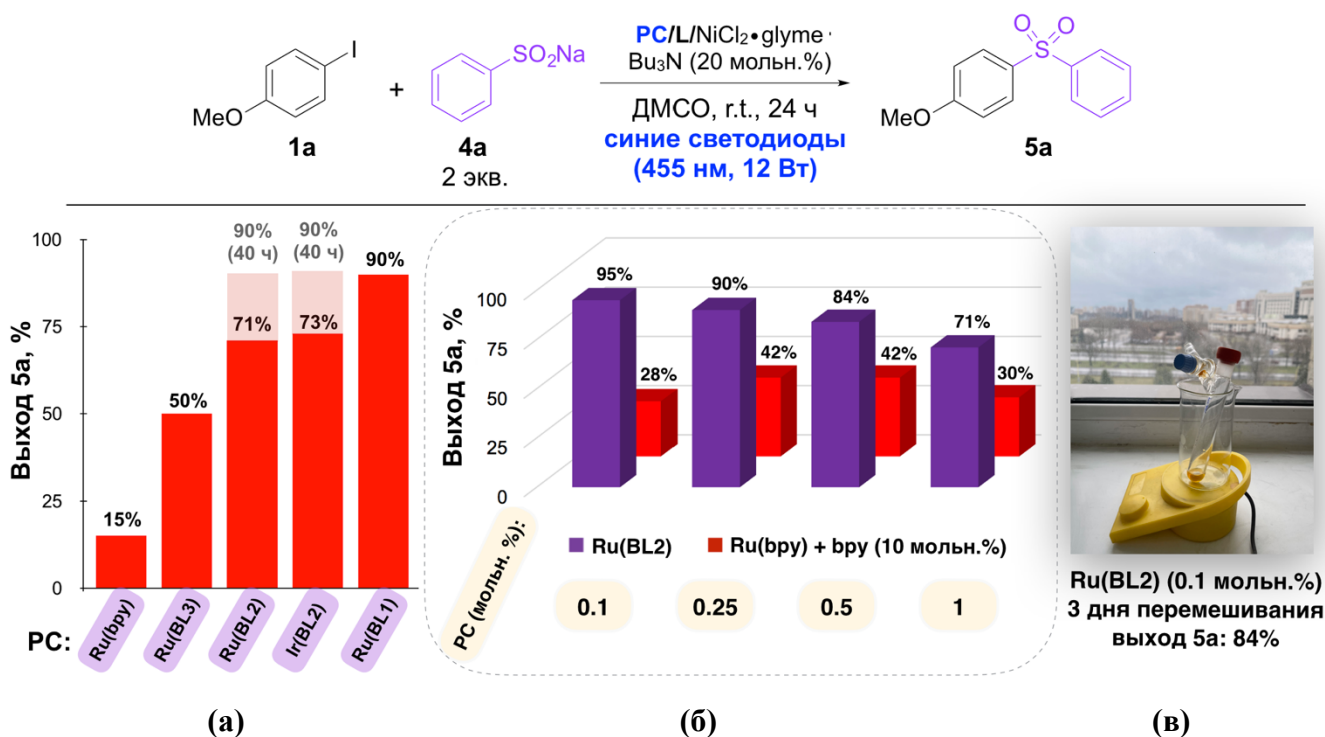 I
MeO
1a
+
SO₂Na
4a
2 экв.
PC/L/NiCl₂•glyme
Bu₃N (20 мольн.%)
ДМСО, r.t., 24 ч
синие светодиоды
(455 нм, 12 Вт)
O O
S
MeO
5a
Выход 5a, %
100
75
50
25
0
15%
50%
90%
(40 ч)
71%
90%
(40 ч)
73%
90%
PC:
Ru(bpy)
Ru(BL3)
Ru(BL2)
Ir(BL2)
Ru(BL1)
(а)
Выход 5a, %
100
75
50
25
0
95%
28%
90%
42%
84%
42%
71%
30%
Ru(BL2)
Ru(bpy) + bpy (10 мольн.%)
PC (мольн. %):
0.1
0.25
0.5
1
(б)
Ru(BL2) (0.1 мольн.%)
3 дня перемешивания
выход 5a: 84%
(в)